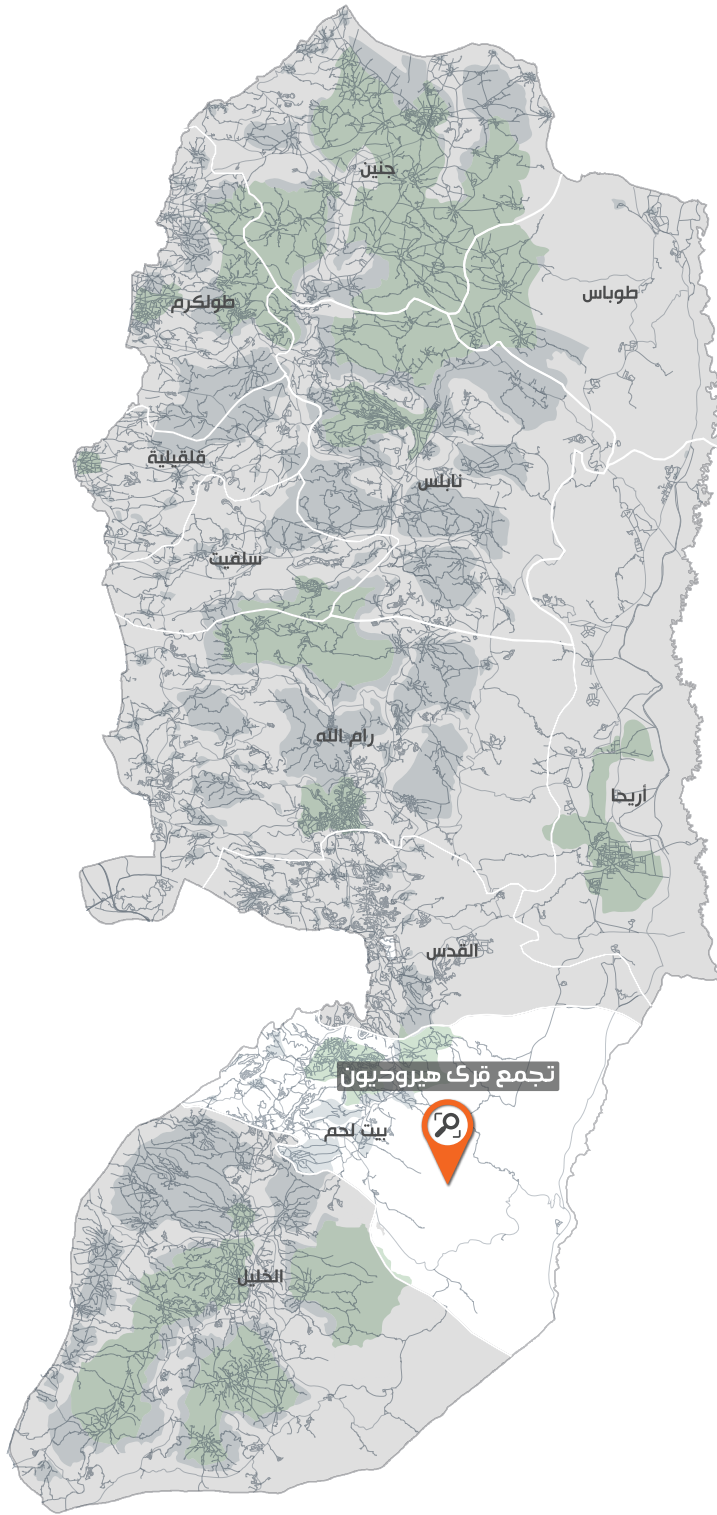 جنين
طوباس
طولكرم
قلقيلية
نابلس
سلفيت
رام الله
أريحا
القدس
تجمع قرى هيروديون
بيت لحم
الخليل